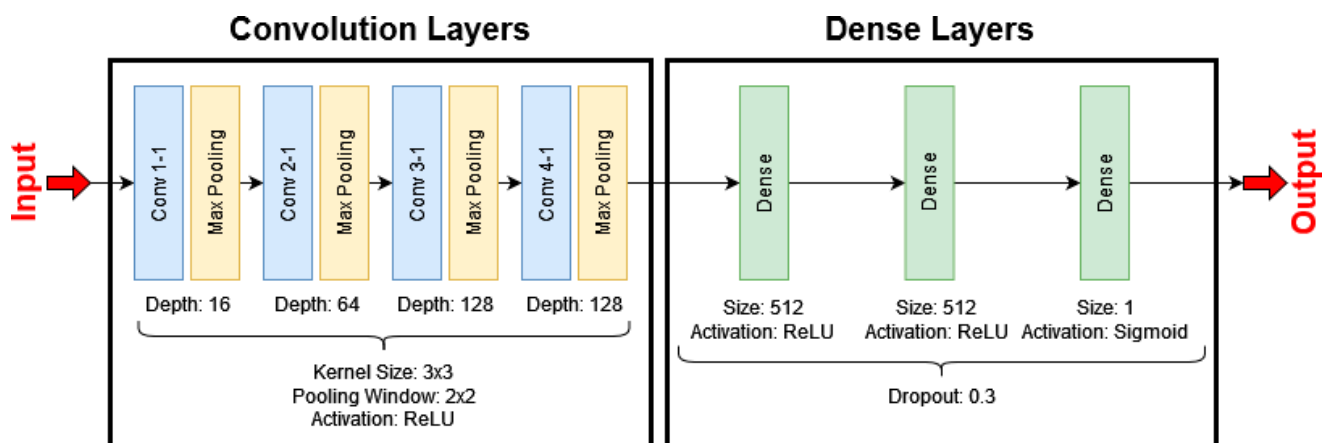 Convolution Layers
Dense Layers
Input
Conv 1-1
Max Pooling
Conv 2-1
Max Pooling
Conv 3-1
Max Pooling
Conv 4-1
Max Pooling
Dense
Dense
Dense
Output
Depth: 16
Depth: 64
Depth: 128
Depth: 128
Size: 512
Activation: ReLU
Size: 512
Activation: ReLU
Size: 1
Activation: Sigmoid
Kernel Size: 3x3
Pooling Window: 2x2
Activation: ReLU
Dropout: 0.3